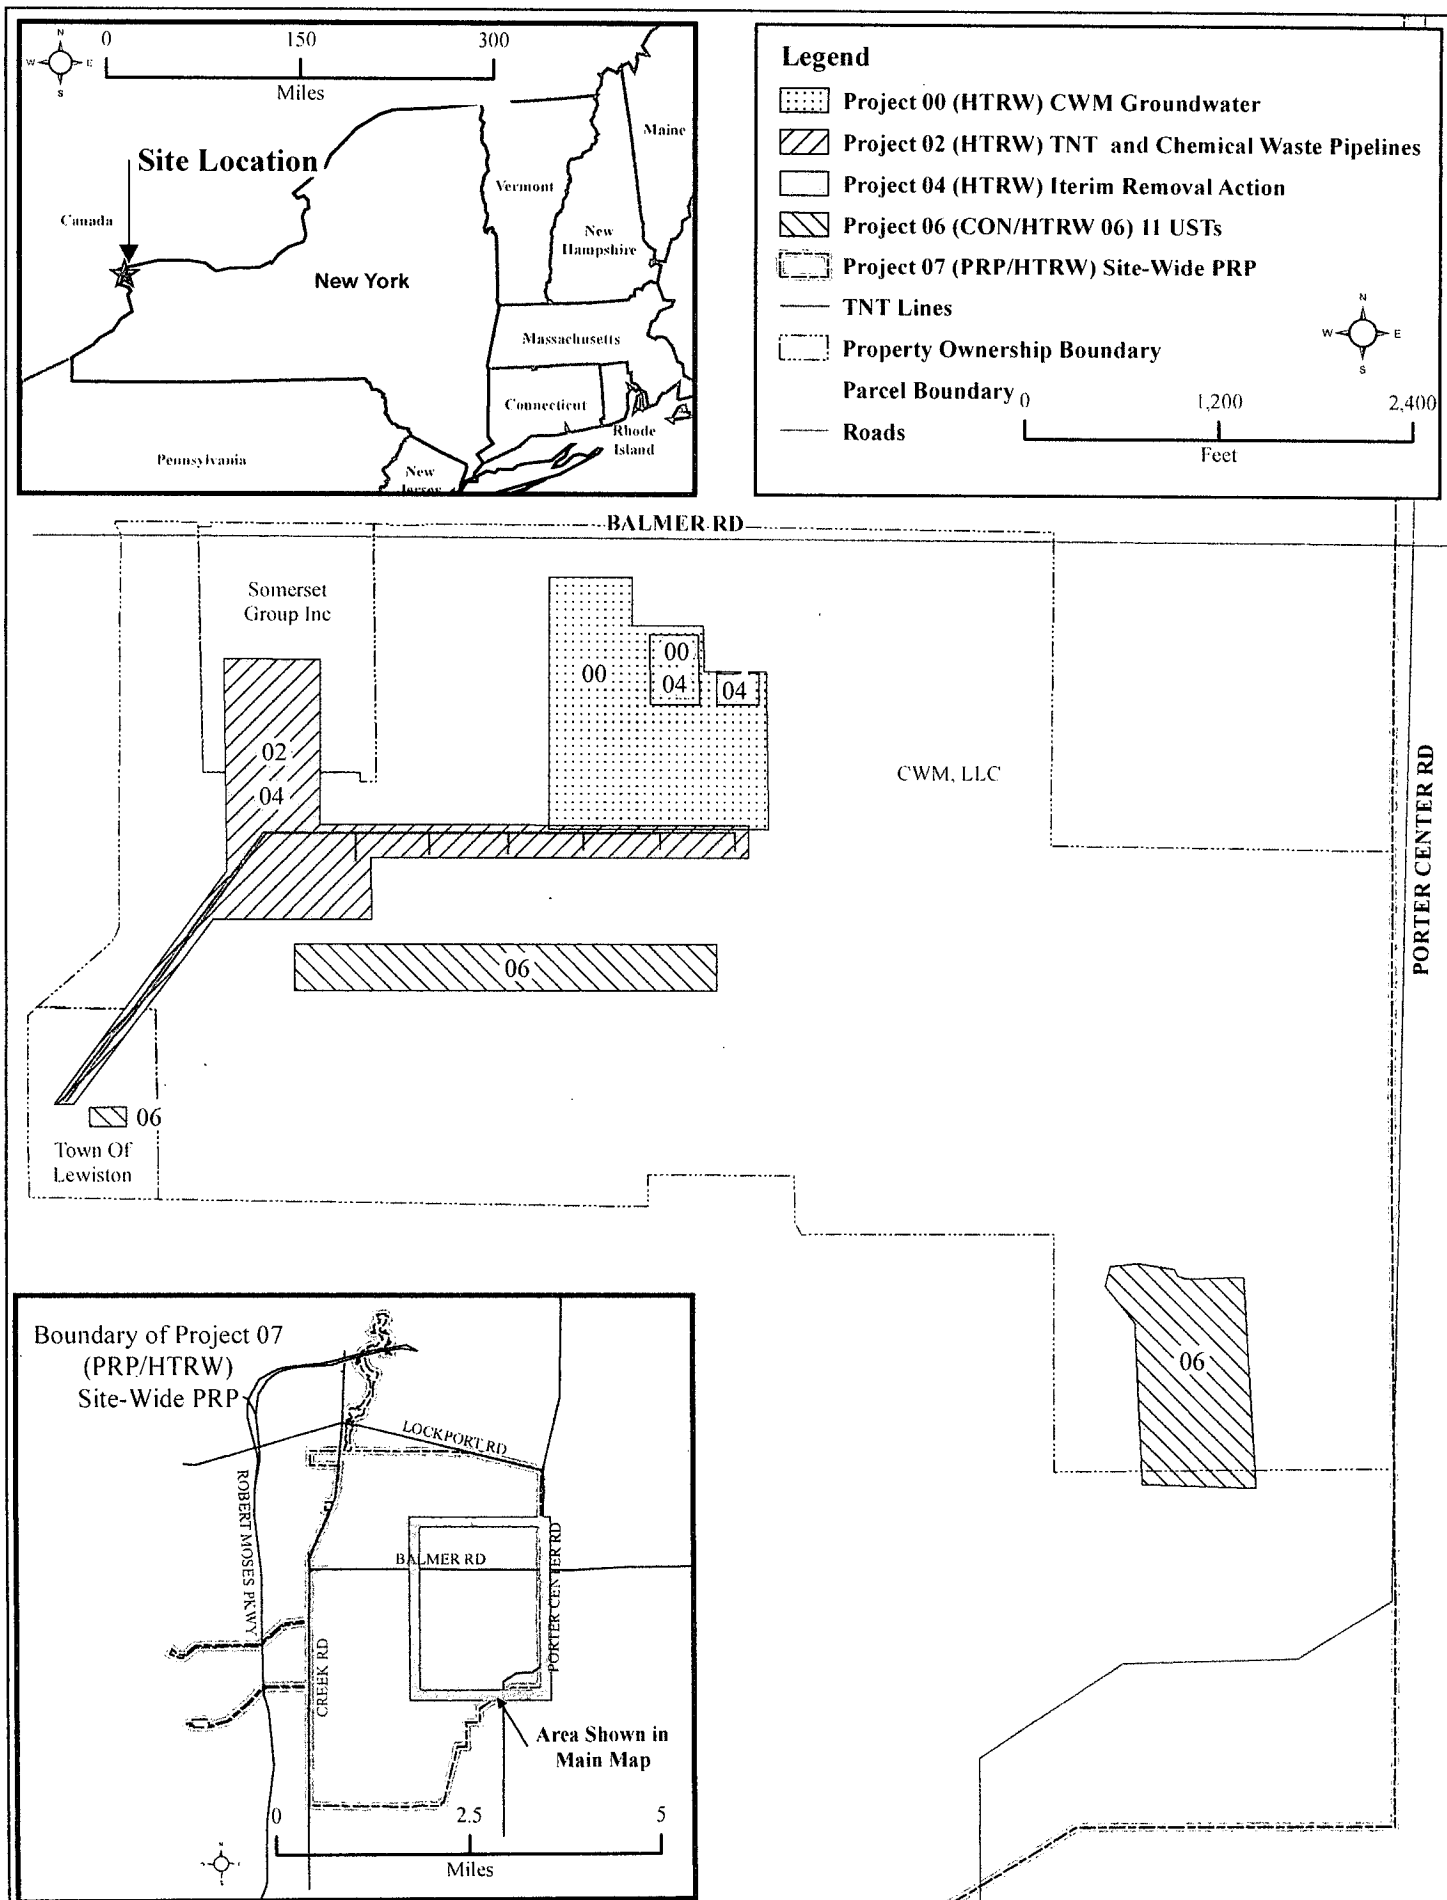 N
W E
S
0 150 300
Miles
Site Location
Canada
Maine
Vermont
New
Hampshire
New York
Massachusetts
Connecticut
Rhode
Island
Pennsylvania
New
Jersey
Legend
Project 00 (HTRW) CWM Groundwater
Project 02 (HTRW) TNT and Chemical Waste Pipelines
Project 04 (HTRW) Iterim Removal Action
Project 06 (CON/HTRW 06) 11 USTs
Project 07 (PRP/HTRW) Site-Wide PRP
TNT Lines
Property Ownership Boundary
Parcel Boundary
Roads
N
W E
S
0 1,200 2,400
Feet
BALMER RD
Somerset
Group Inc
00
00
04
04
02
04
CWM, LLC
PORTER CENTER RD
06
06
Town Of
Lewiston
06
Boundary of Project 07
(PRP/HTRW)
Site-Wide PRP
LOCKPORT RD
ROBERT MOSES PKWY
BALMER RD
PORTER CENTER RD
CREEK RD
Area Shown in
Main Map
0 2.5 5
Miles